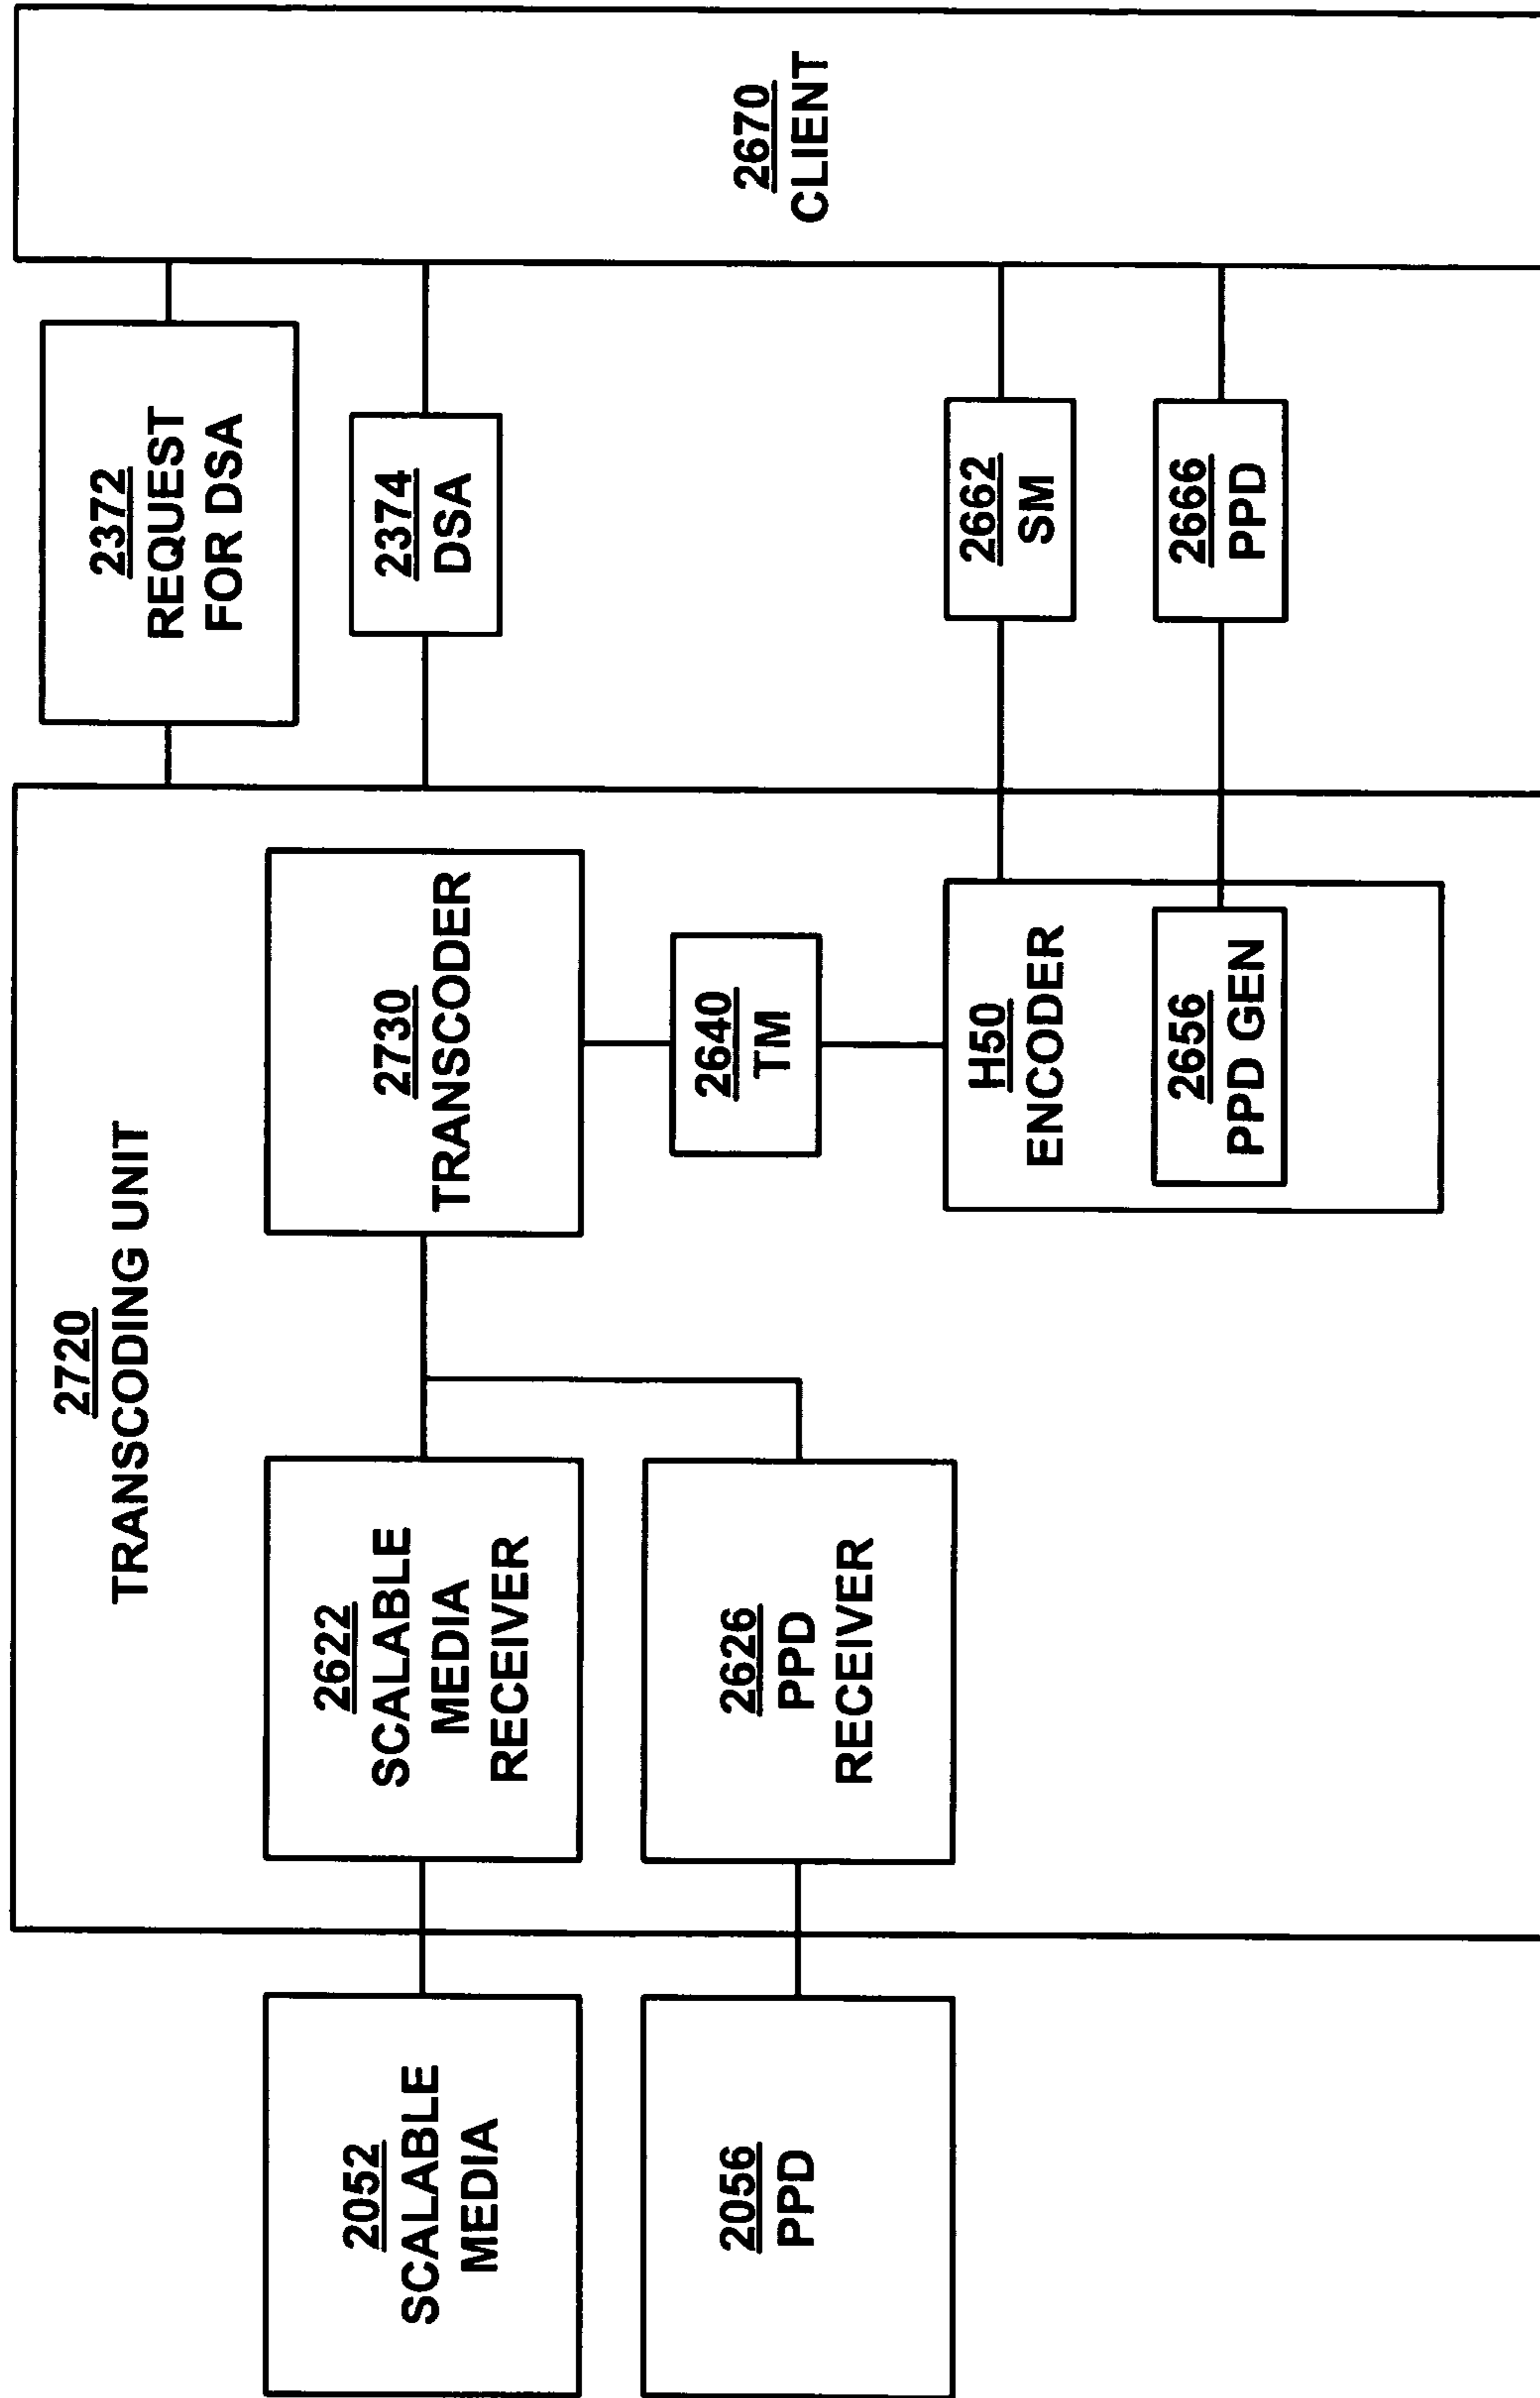 2720
TRANSCODING UNIT
2052
SCALABLE
MEDIA
2622
SCALABLE
MEDIA
RECEIVER
2730
TRANSCODER
2372
REQUEST
FOR DSA
2374
DSA
2670
CLIENT
2056
PPD
2626
PPD
RECEIVER
2640
TM
H50
ENCODER
2656
PPD GEN
2662
SM
2666
PPD